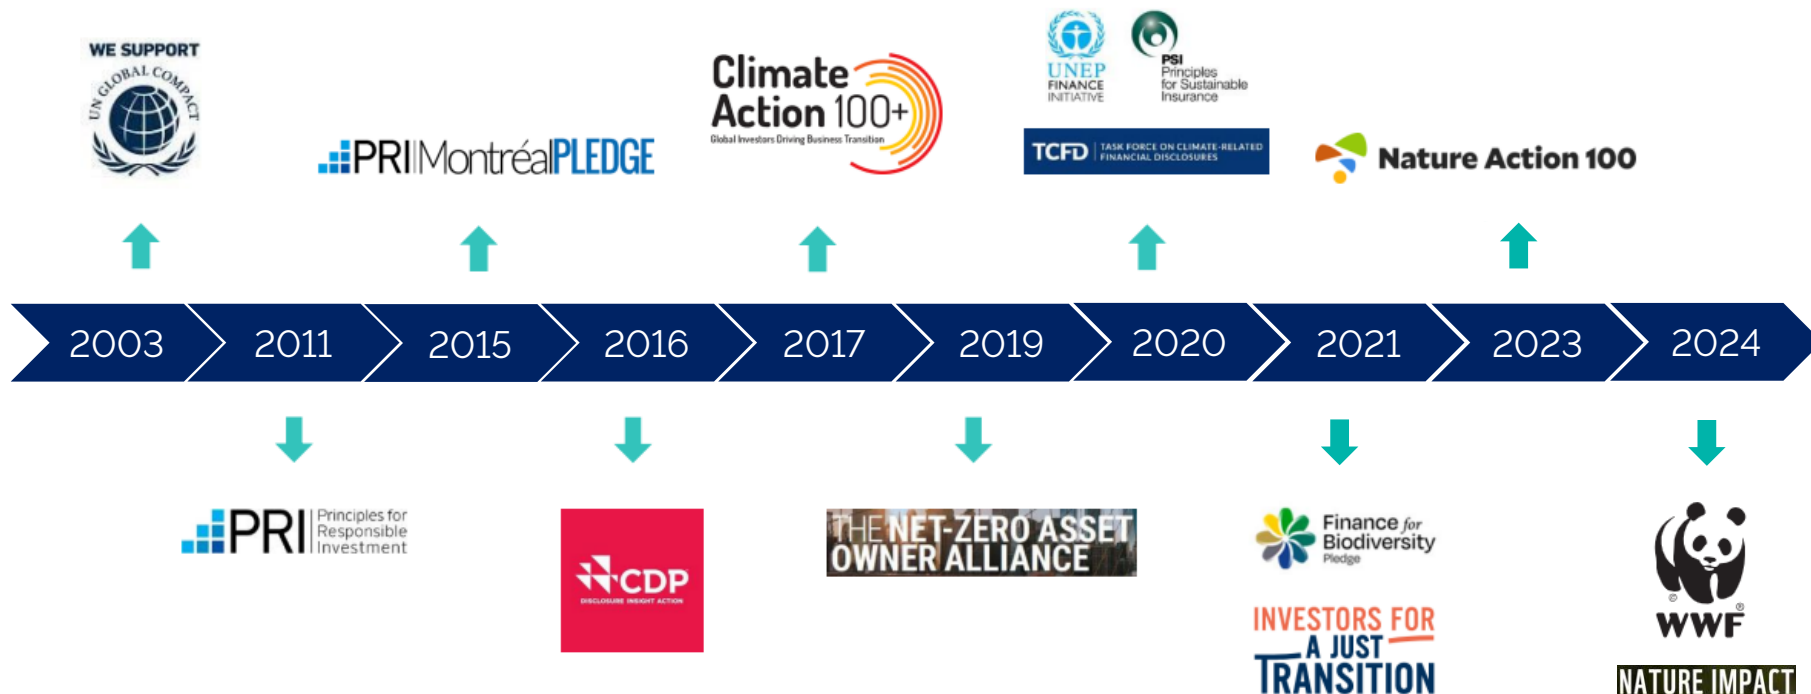 WE SUPPORT
UN GLOBAL COMPACT
PRI Montréal PLEDGE
Climate
Action 100+
Global Investors Driving Business Transition
UNEP
FINANCE
INITIATIVE
PSI
Principles
for Sustainable
Insurance
TCFD TASK FORCE ON CLIMATE-RELATED
FINANCIAL DISCLOSURES
Nature Action 100
2003
2011
2015
2016
2017
2019
2020
2021
2023
2024
PRI Principles for
Responsible
Investment
CDP
DISCLOSURE INSIGHT ACTION
THE NET-ZERO ASSET
OWNER ALLIANCE
Finance for
Biodiversity
Pledge
INVESTORS FOR
A JUST
TRANSITION
©
WWF®
NATURE IMPACT